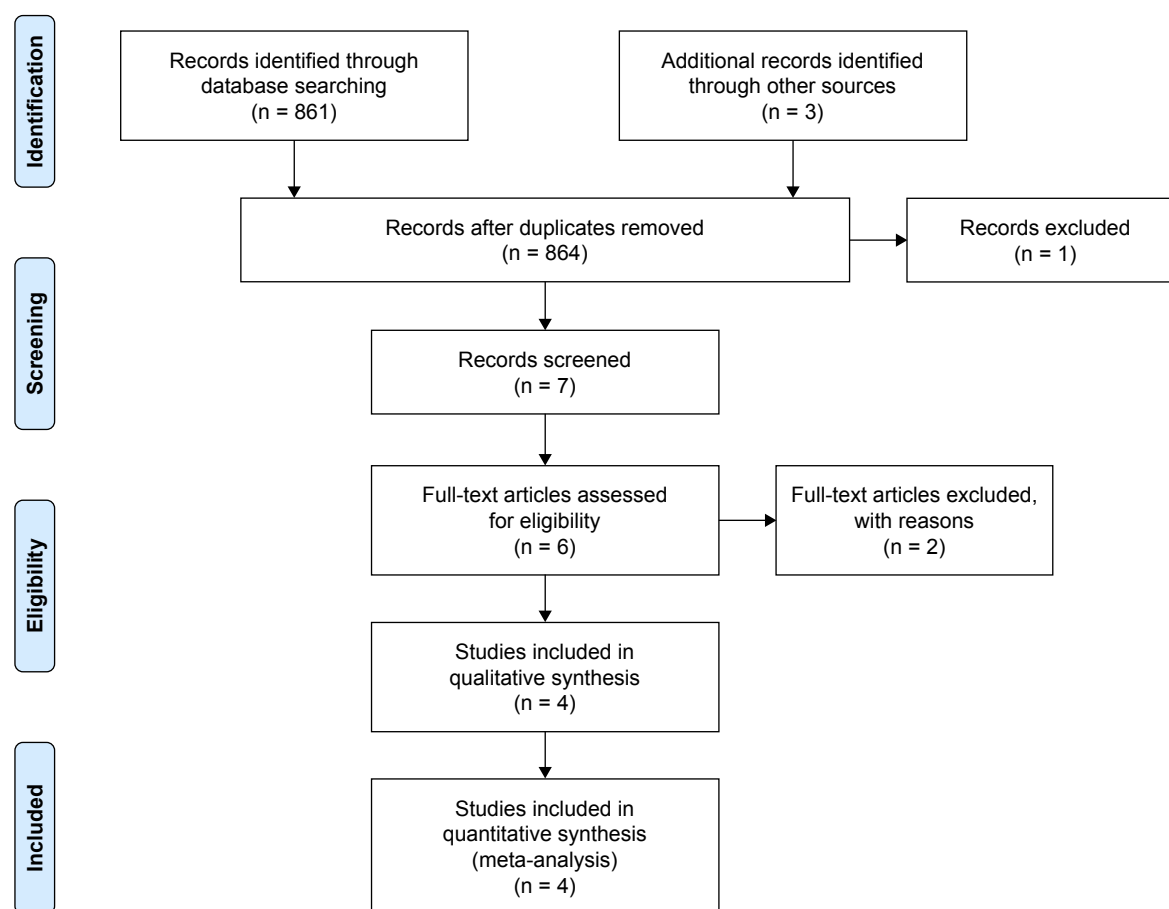 Identification
Records identified through
database searching
(n = 861)
Additional records identified
through other sources
(n = 3)
Records after duplicates removed
(n = 864)
Records excluded
(n = 1)
Screening
Records screened
(n = 7)
Eligibility
Full-text articles assessed
for eligibility
(n = 6)
Full-text articles excluded,
with reasons
(n = 2)
Studies included in
qualitative synthesis
(n = 4)
Included
Studies included in
quantitative synthesis
(meta-analysis)
(n = 4)